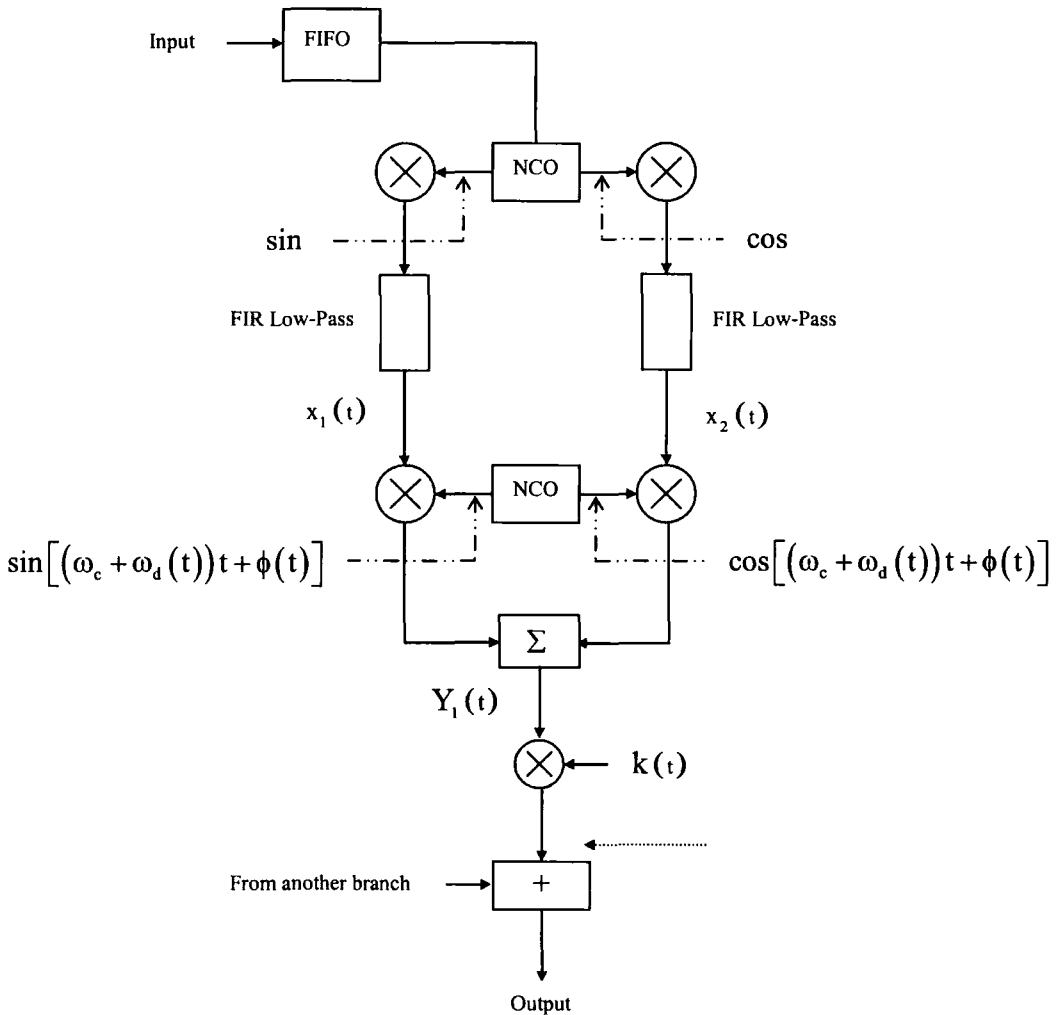 Input
FIFO
NCO
sin
cos
FIR Low-Pass
FIR Low-Pass
x₁(t)
x₂(t)
NCO
sin[(ω_c + ω_d(t))t + ϕ(t)]
cos[(ω_c + ω_d(t))t + ϕ(t)]
Σ
Y₁(t)
k(t)
From another branch
+
Output